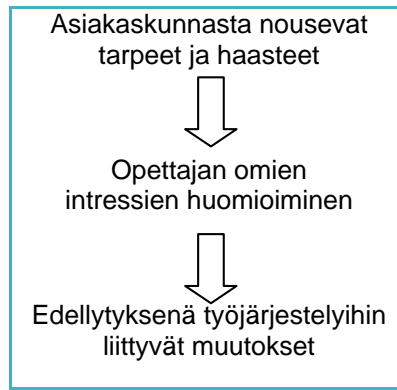 Asiakaskunnasta nousevat
tarpeet ja haasteet
Opettajan omien
intressien huomioiminen
Edellytyksenä työjärjestelyihin
liittyvät muutokset